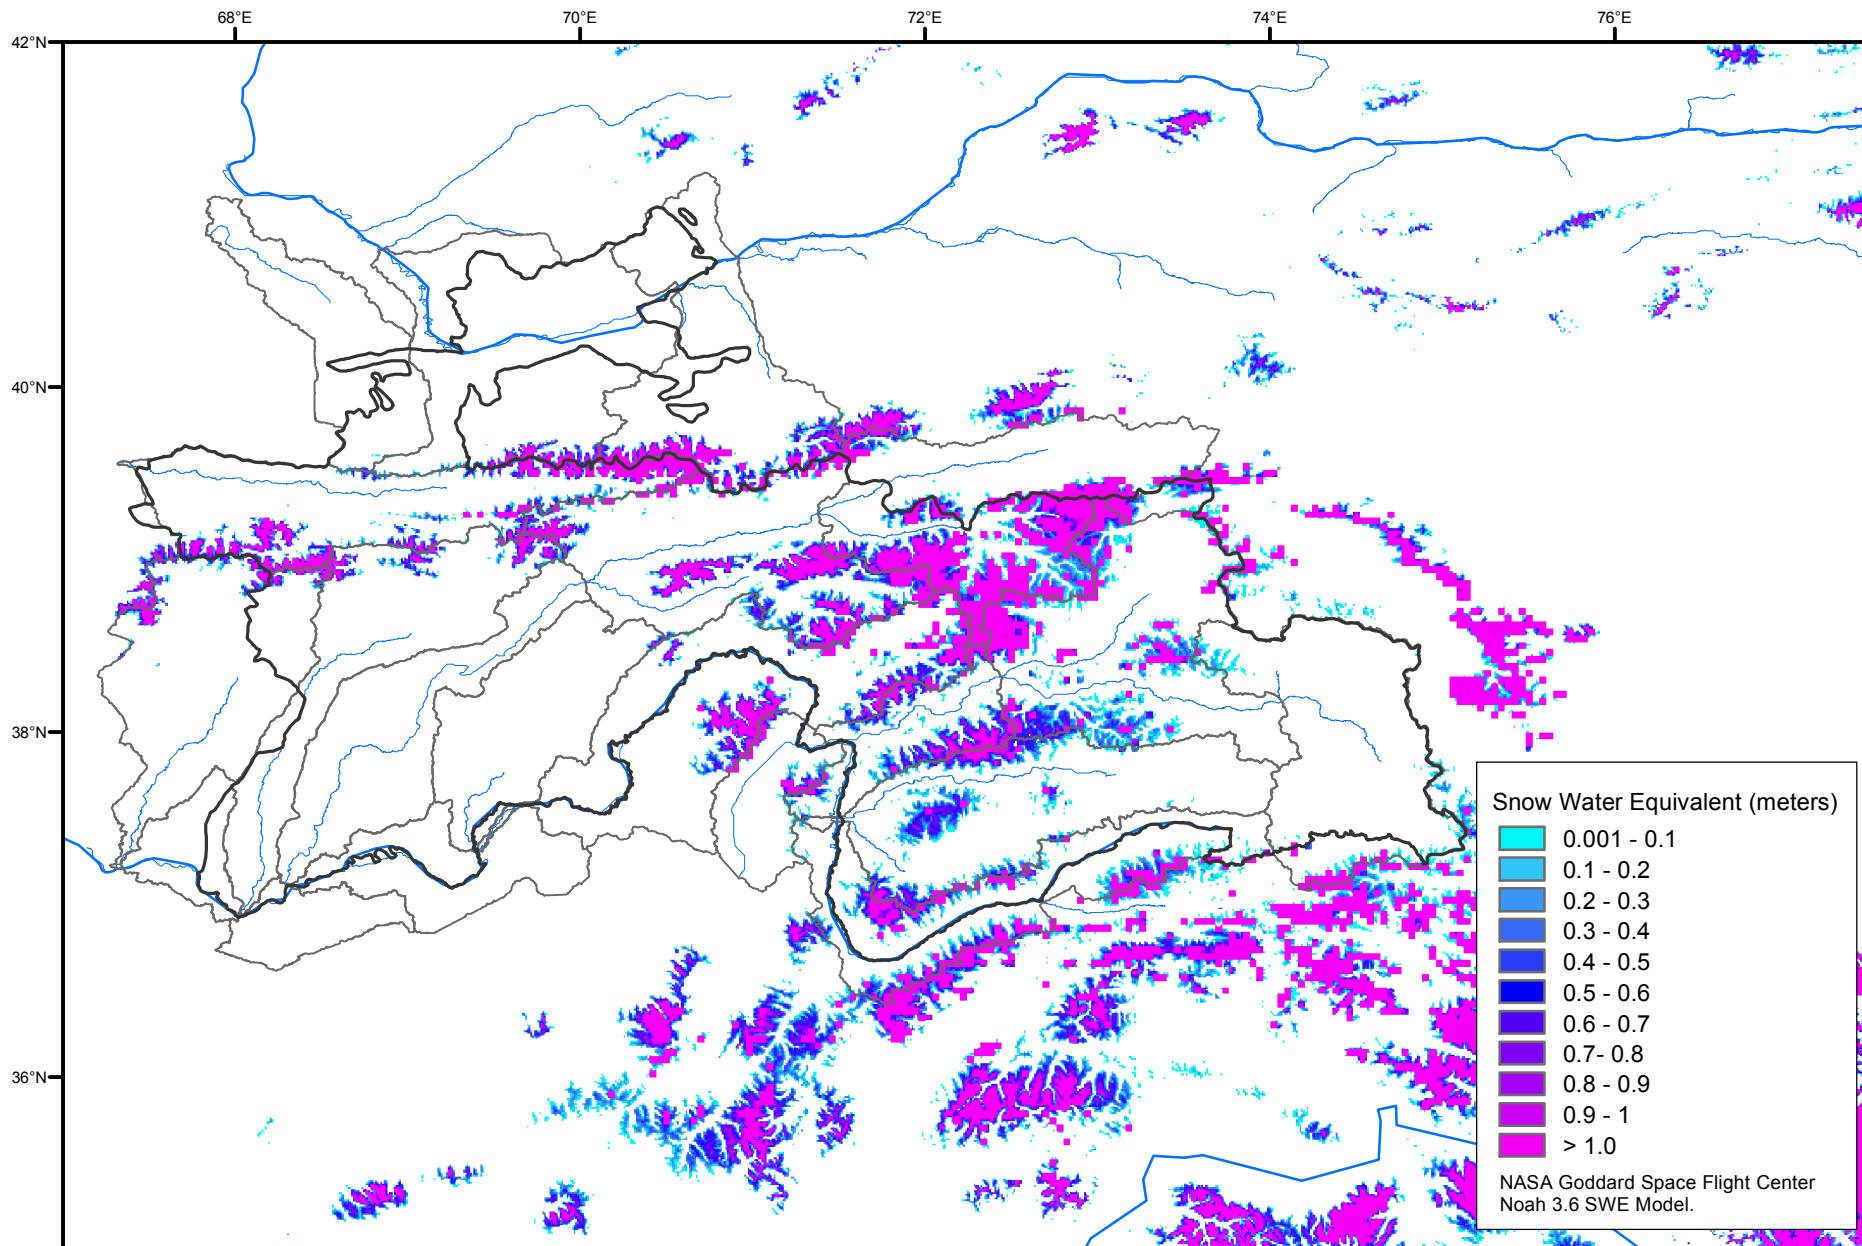 68°E
70°E
72°E
74°E
76°E
42°N
40°N
38°N
36°N
Snow Water Equivalent (meters)
0.001 - 0.1
0.1 - 0.2
0.2 - 0.3
0.3 - 0.4
0.4 - 0.5
0.5 - 0.6
0.6 - 0.7
0.7- 0.8
0.8 - 0.9
0.9 - 1
> 1.0
NASA Goddard Space Flight Center
Noah 3.6 SWE Model.